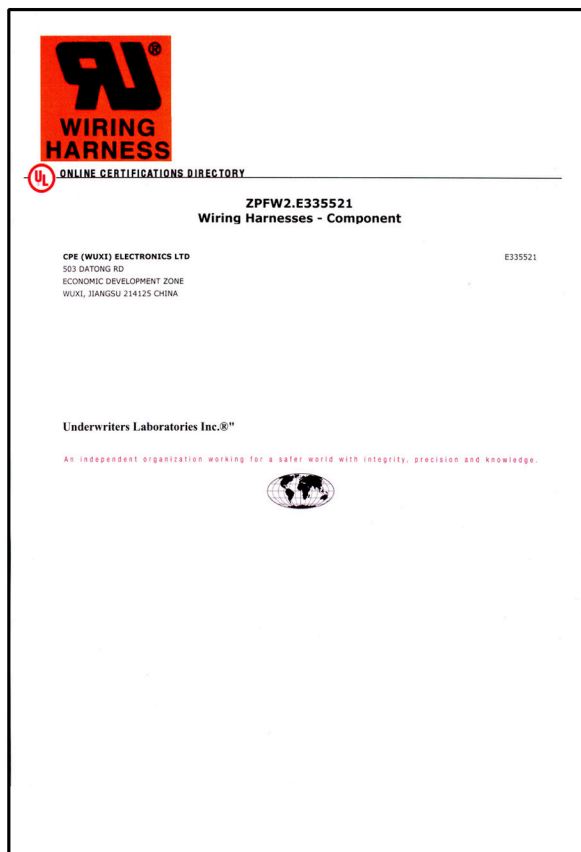 RU®
WIRING
HARNESS
UL ONLINE CERTIFICATIONS DIRECTORY
ZPFW2.E335521
Wiring Harnesses - Component
CPE (WUXI) ELECTRONICS LTD E335521
503 DATONG RD
ECONOMIC DEVELOPMENT ZONE
WUXI, JIANGSU 214125 CHINA
Underwriters Laboratories Inc.®"
An independent organization working for a safer world with integrity, precision and knowledge.